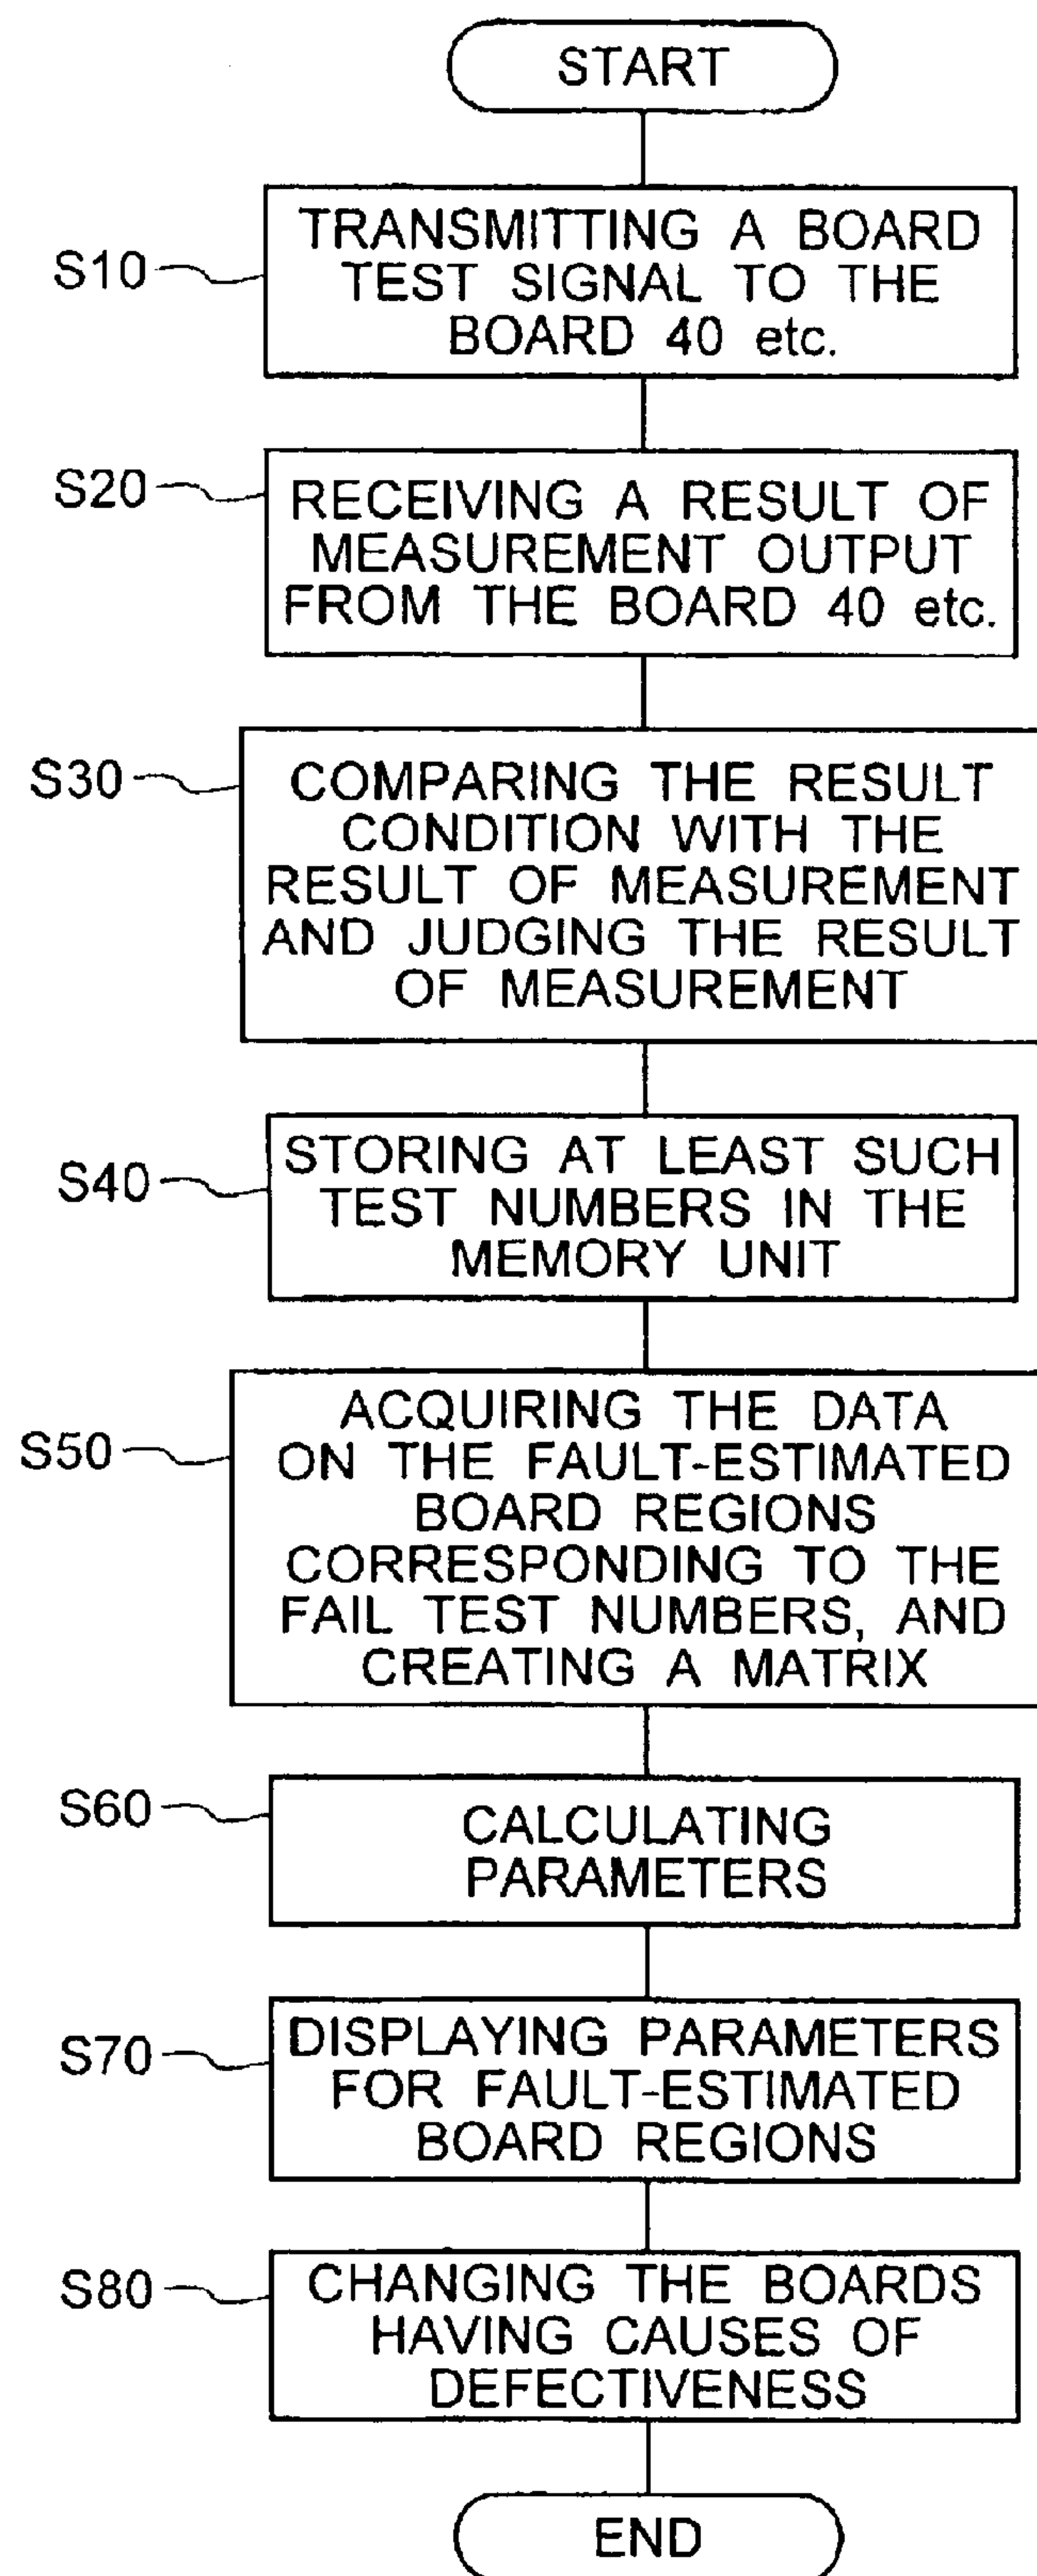 START
S10
TRANSMITTING A BOARD
TEST SIGNAL TO THE
BOARD 40 etc.
S20
RECEIVING A RESULT OF
MEASUREMENT OUTPUT
FROM THE BOARD 40 etc.
S30
COMPARING THE RESULT
CONDITION WITH THE
RESULT OF MEASUREMENT
AND JUDGING THE RESULT
OF MEASUREMENT
S40
STORING AT LEAST SUCH
TEST NUMBERS IN THE
MEMORY UNIT
S50
ACQUIRING THE DATA
ON THE FAULT-ESTIMATED
BOARD REGIONS
CORRESPONDING TO THE
FAIL TEST NUMBERS, AND
CREATING A MATRIX
S60
CALCULATING
PARAMETERS
S70
DISPLAYING PARAMETERS
FOR FAULT-ESTIMATED
BOARD REGIONS
S80
CHANGING THE BOARDS
HAVING CAUSES OF
DEFECTIVENESS
END